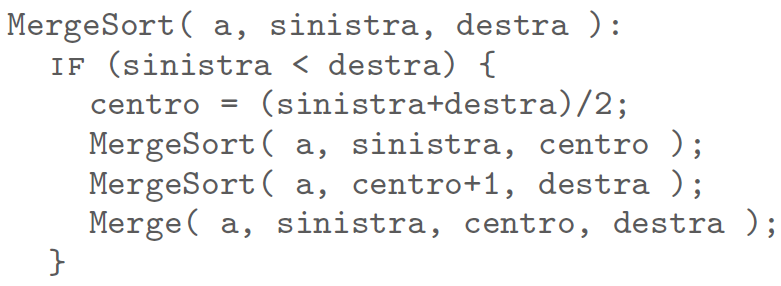 MergeSort( a, sinistra, destra ):
IF (sinistra < destra) {
centro = (sinistra+destra)/2;
MergeSort( a, sinistra, centro );
MergeSort( a, centro+1, destra );
Merge( a, sinistra, centro, destra );
}